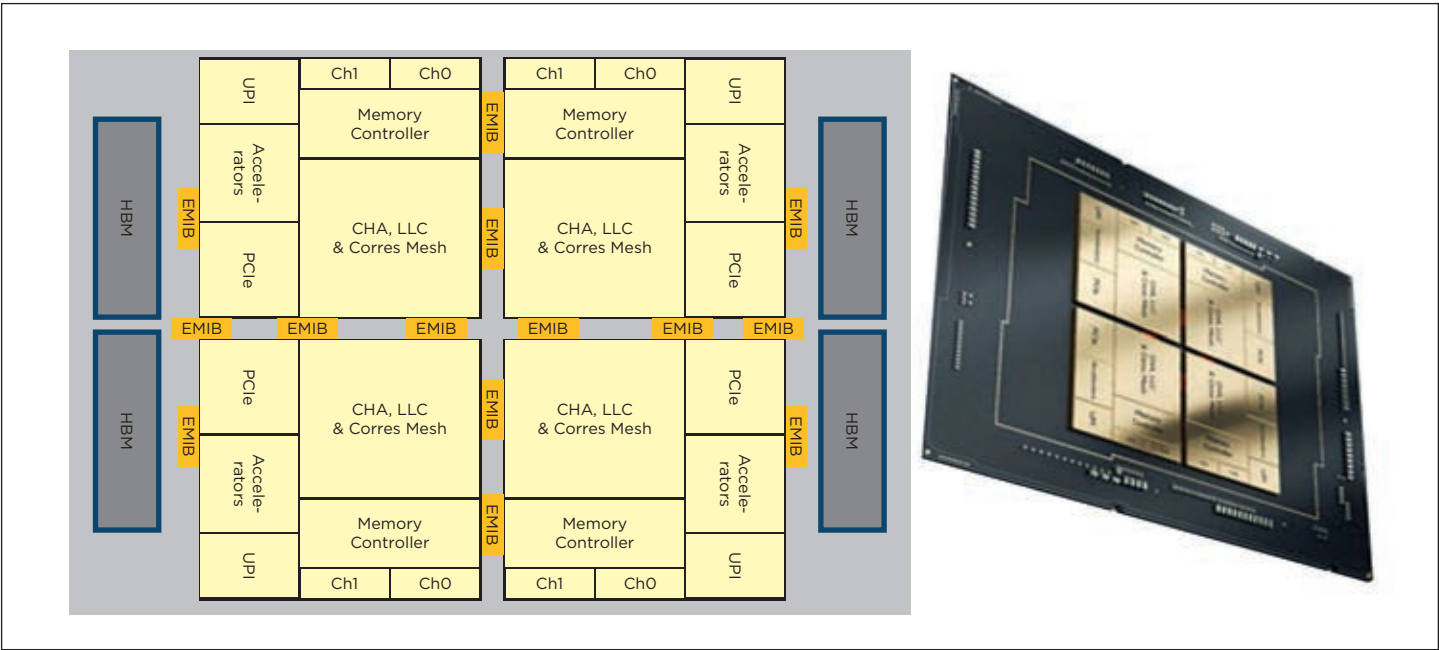 UPI
Ch1
Ch0
Ch1
Ch0
UPI
Memory
Controller
EMIB
Memory
Controller
Accele-
rators
Accele-
rators
HBM
EMIB
CHA, LLC
& Corres Mesh
EMIB
CHA, LLC
& Corres Mesh
EMIB
HBM
PCIe
PCIe
EMIB
EMIB
EMIB
EMIB
EMIB
EMIB
PCIe
PCIe
HBM
EMIB
CHA, LLC
& Corres Mesh
EMIB
CHA, LLC
& Corres Mesh
EMIB
HBM
Accele-
rators
Accele-
rators
Memory
Controller
EMIB
Memory
Controller
UPI
Ch1
Ch0
Ch1
Ch0
UPI